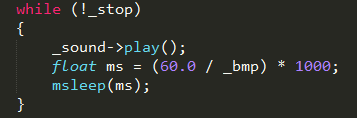 while (!_stop)
{
    _sound->play();
    float ms = (60.0 / _bmp) * 1000;
    msleep(ms);
}